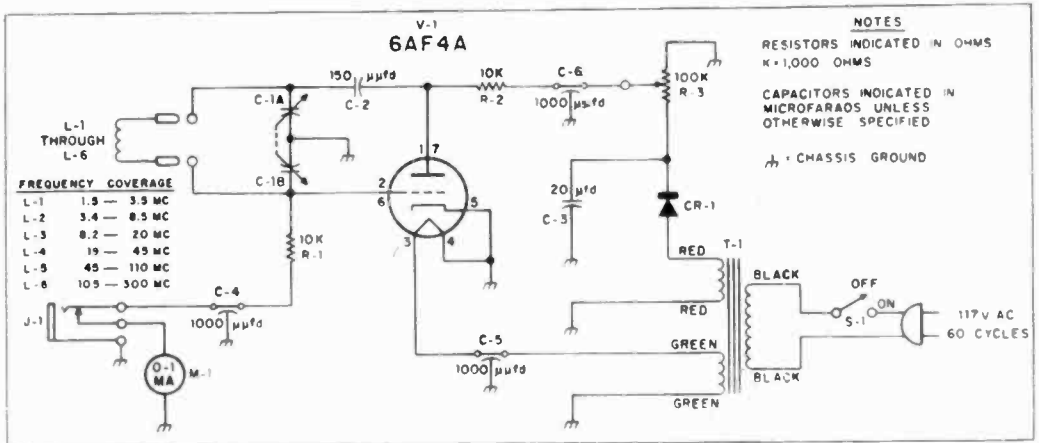 V-1
6AF4A
NOTES
RESISTORS INDICATED IN OHMS
K=1,000 OHMS
CAPACITORS INDICATED IN
MICROFARADS UNLESS
OTHERWISE SPECIFIED
= CHASSIS GROUND
150 µµfd
C-2
10K
R-2
C-6
1000 µµfd
100K
R-3
C-1A
C-1B
L-1
THROUGH
L-6
1 7
2
6
5
3
4
20 µfd
C-3
CR-1
FREQUENCY COVERAGE
L-1 1.5 — 3.5 MC
L-2 3.4 — 8.5 MC
L-3 8.2 — 20 MC
L-4 19 — 45 MC
L-5 45 — 110 MC
L-6 105 — 300 MC
10K
R-1
RED
T-1
RED
BLACK
BLACK
OFF
ON
S-1
117V AC
60 CYCLES
C-4
1000 µµfd
J-1
0-1
MA
M-1
C-5
1000 µµfd
GREEN
GREEN